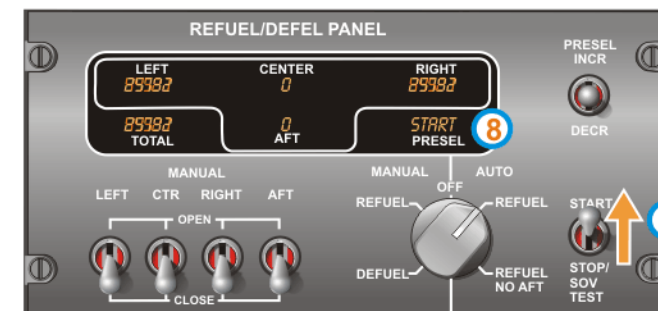 REFUEL/DEFEL PANEL
PRESEL
INCR
LEFT CENTER RIGHT
89982 0 89982
89982 0 START 8
TOTAL AFT PRESEL
DECR
MANUAL
LEFT CTR RIGHT AFT
OPEN
CLOSE
MANUAL OFF AUTO
REFUEL REFUEL
DEFUEL REFUEL
NO AFT
START
STOP/
SOV
TEST